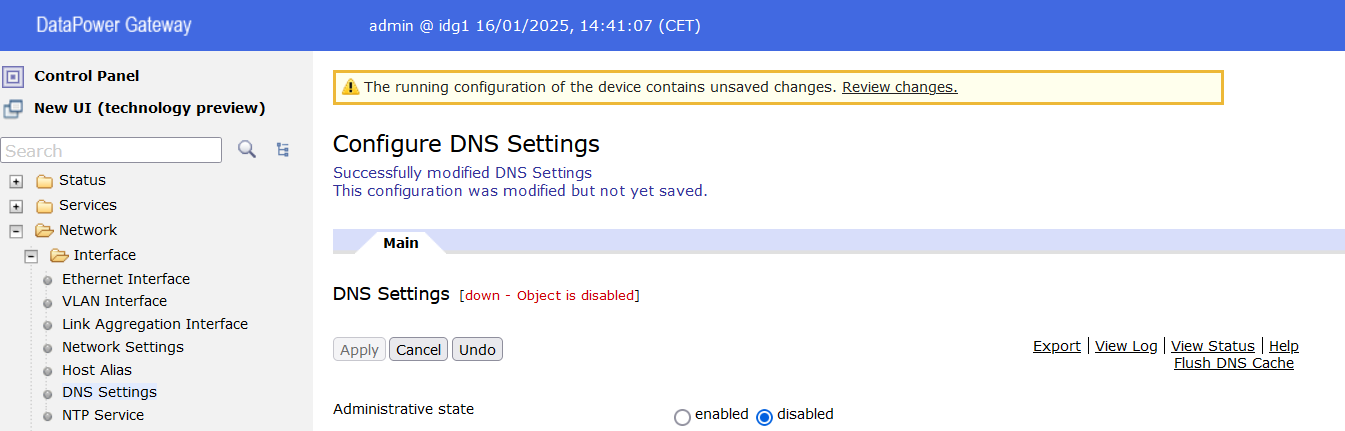 DataPower Gateway
admin @ idg1 16/01/2025, 14:41:07 (CET)
Control Panel
New UI (technology preview)
Search
Status
Services
Network
Interface
Ethernet Interface
VLAN Interface
Link Aggregation Interface
Network Settings
Host Alias
DNS Settings
NTP Service
The running configuration of the device contains unsaved changes. Review changes.
Configure DNS Settings
Successfully modified DNS Settings
This configuration was modified but not yet saved.
Main
DNS Settings [down - Object is disabled]
Apply Cancel Undo
Export View Log View Status Help
Flush DNS Cache
Administrative state
enabled disabled